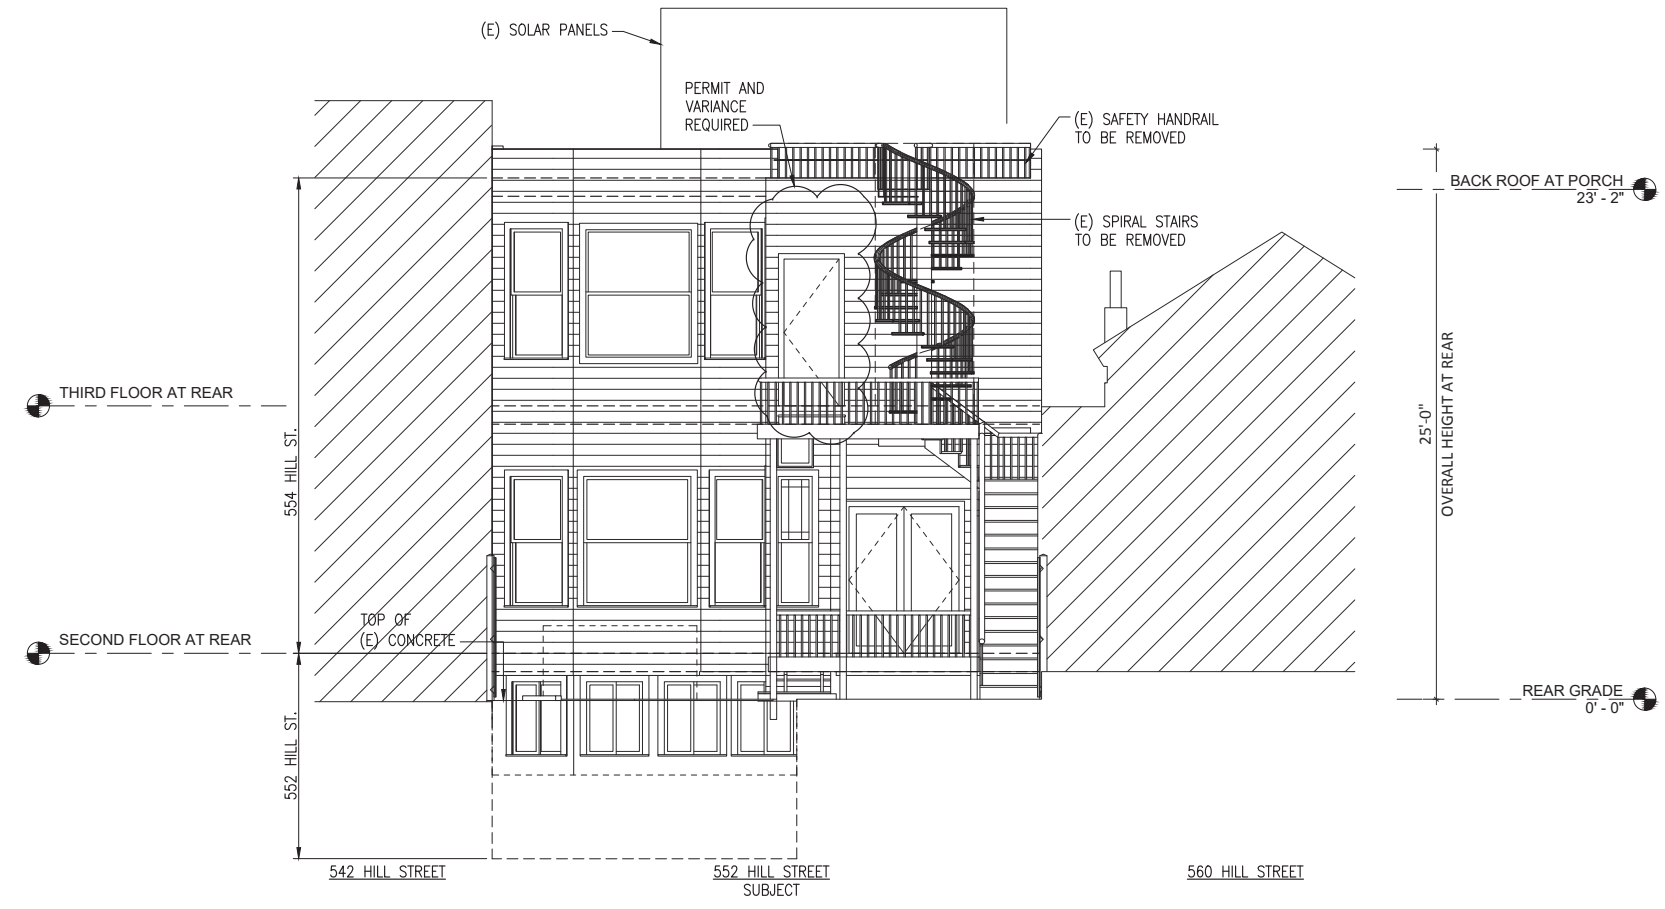 (E) SOLAR PANELS
PERMIT AND
VARIANCE
REQUIRED
(E) SAFETY HANDRAIL
TO BE REMOVED
BACK ROOF AT PORCH
23' - 2"
(E) SPIRAL STAIRS
TO BE REMOVED
THIRD FLOOR AT REAR
25'-0"
OVERALL HEIGHT AT REAR
554 HILL ST.
TOP OF
(E) CONCRETE
SECOND FLOOR AT REAR
REAR GRADE
0' - 0"
552 HILL ST.
542 HILL STREET
552 HILL STREET
SUBJECT
560 HILL STREET